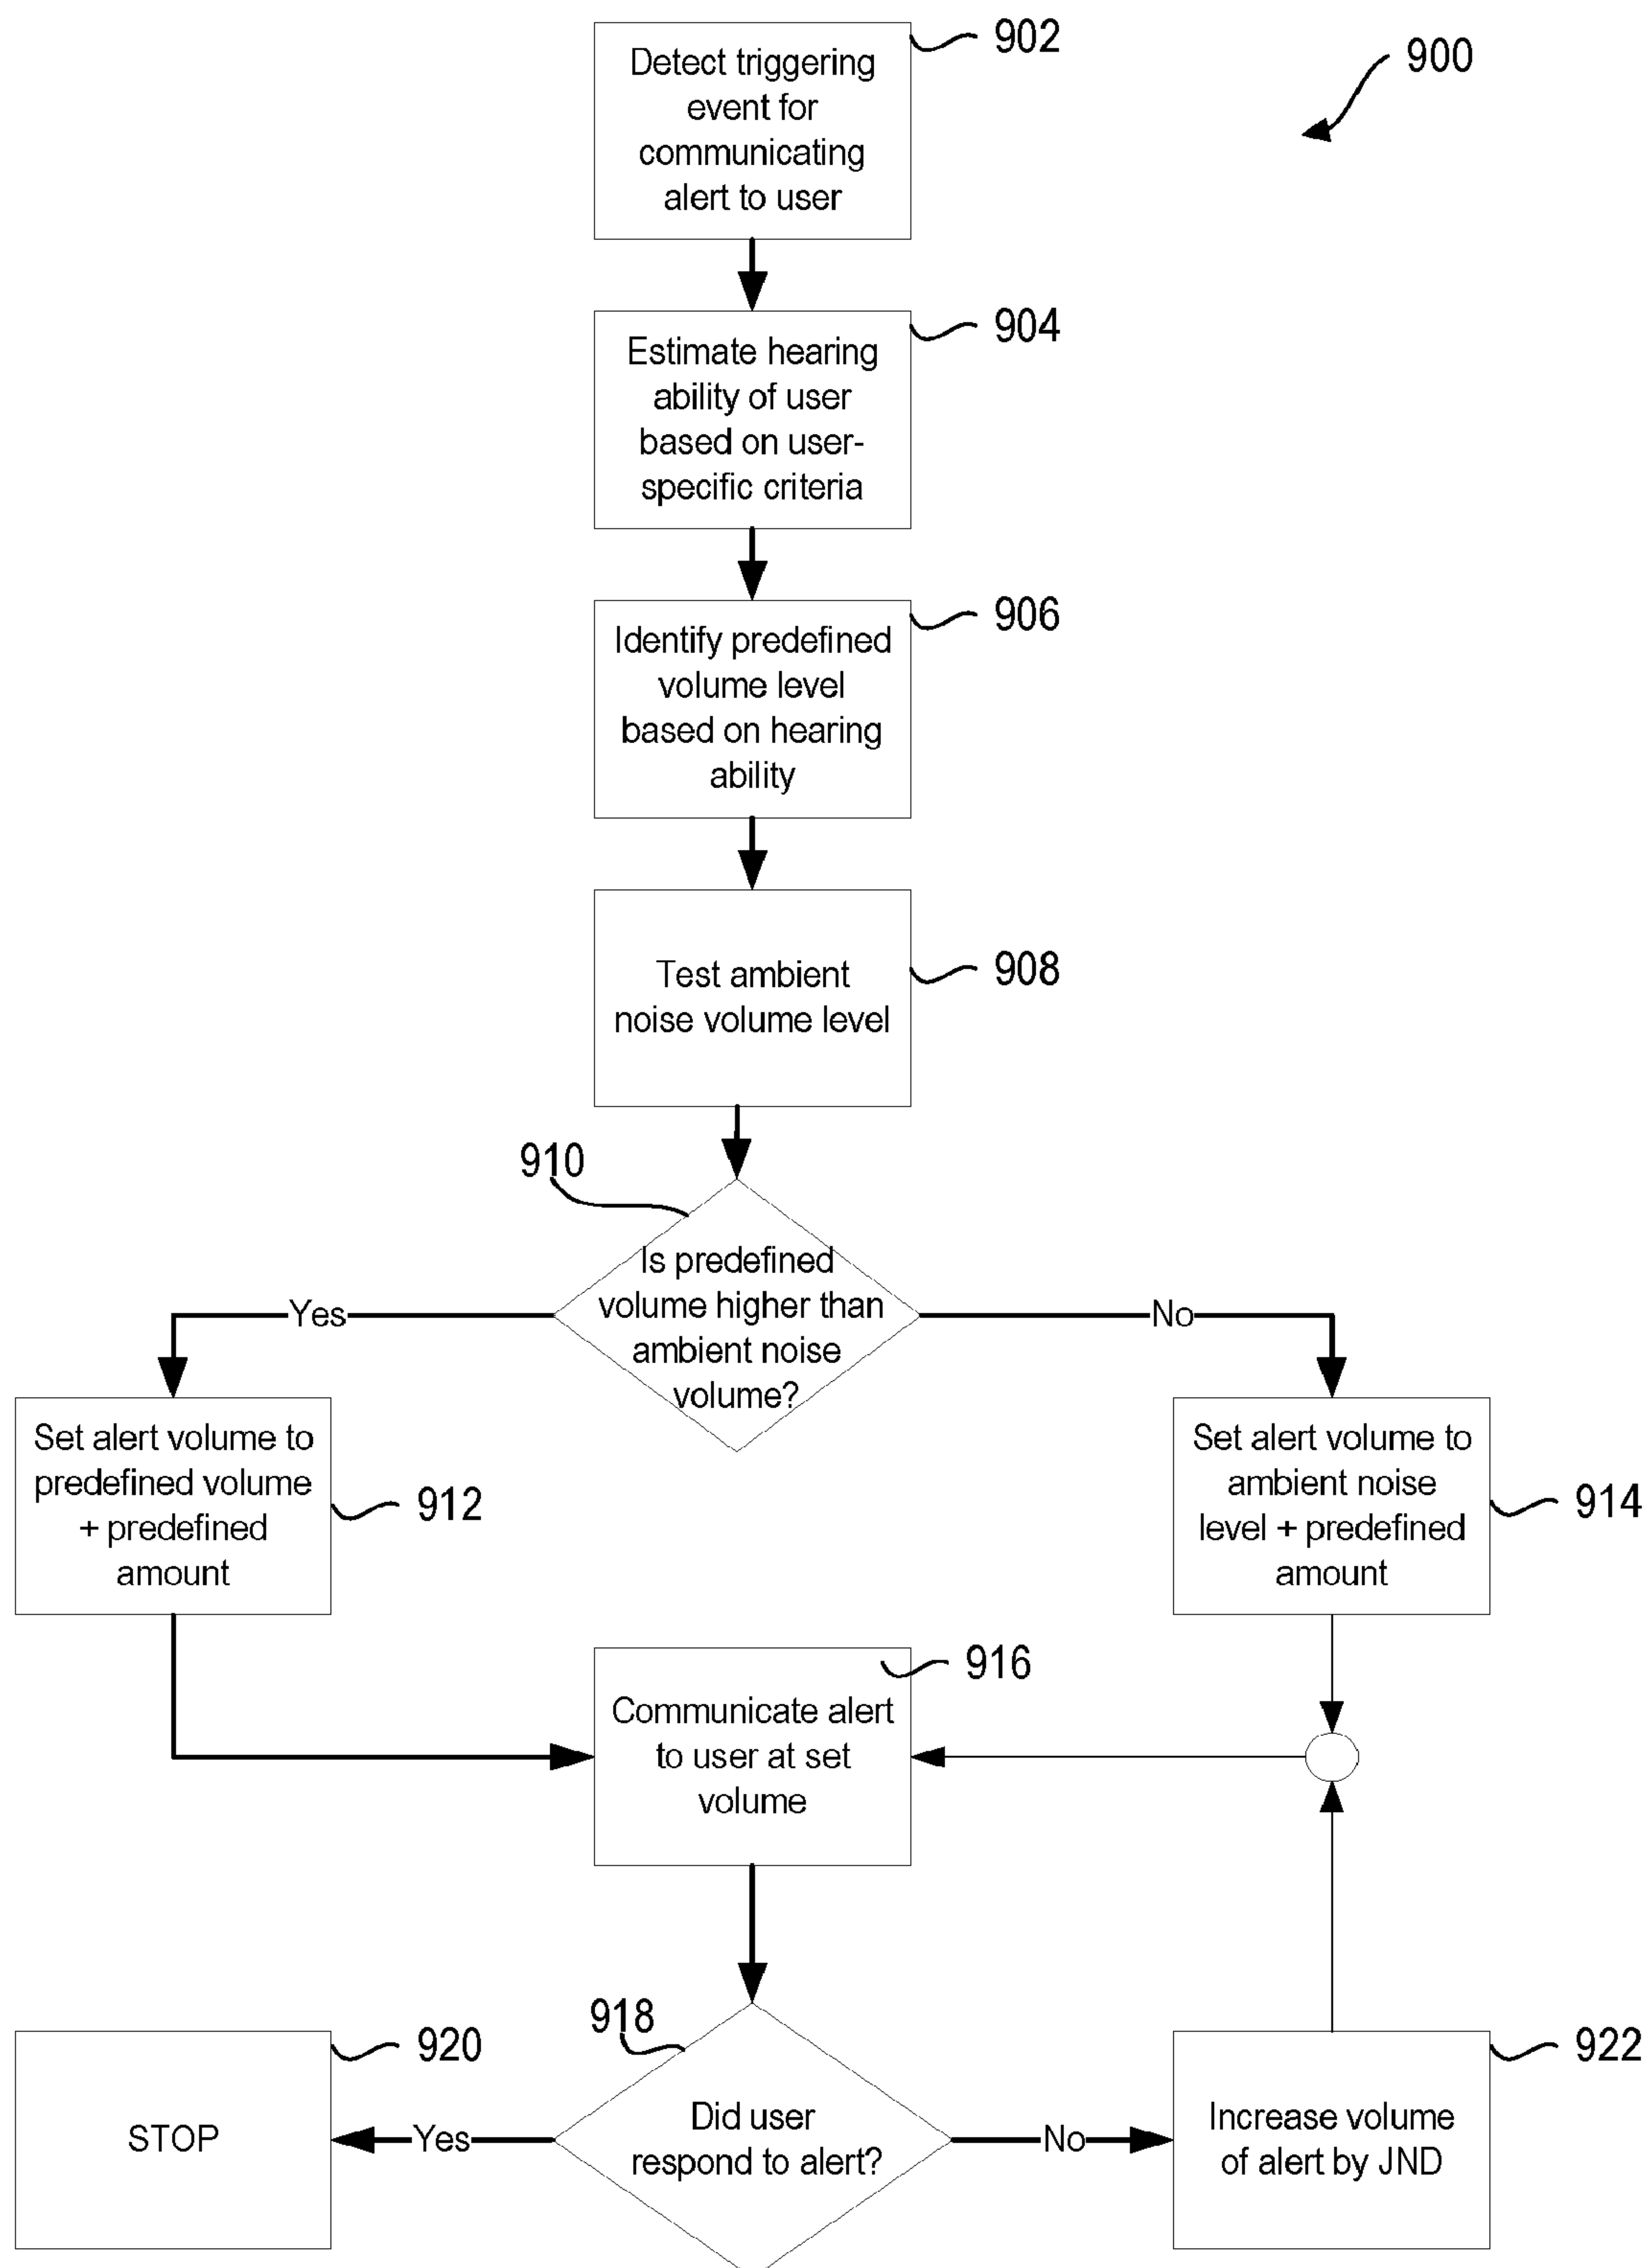 902
900
Detect triggering
event for
communicating
alert to user
904
Estimate hearing
ability of user
based on user-
specific criteria
906
Identify predefined
volume level
based on hearing
ability
908
Test ambient
noise volume level
910
Is predefined
volume higher than
ambient noise
volume?
Yes
No
Set alert volume to
predefined volume
+ predefined
amount
912
Set alert volume to
ambient noise
level + predefined
amount
914
916
Communicate alert
to user at set
volume
918
Did user
respond to alert?
Yes
No
920
STOP
922
Increase volume
of alert by JND